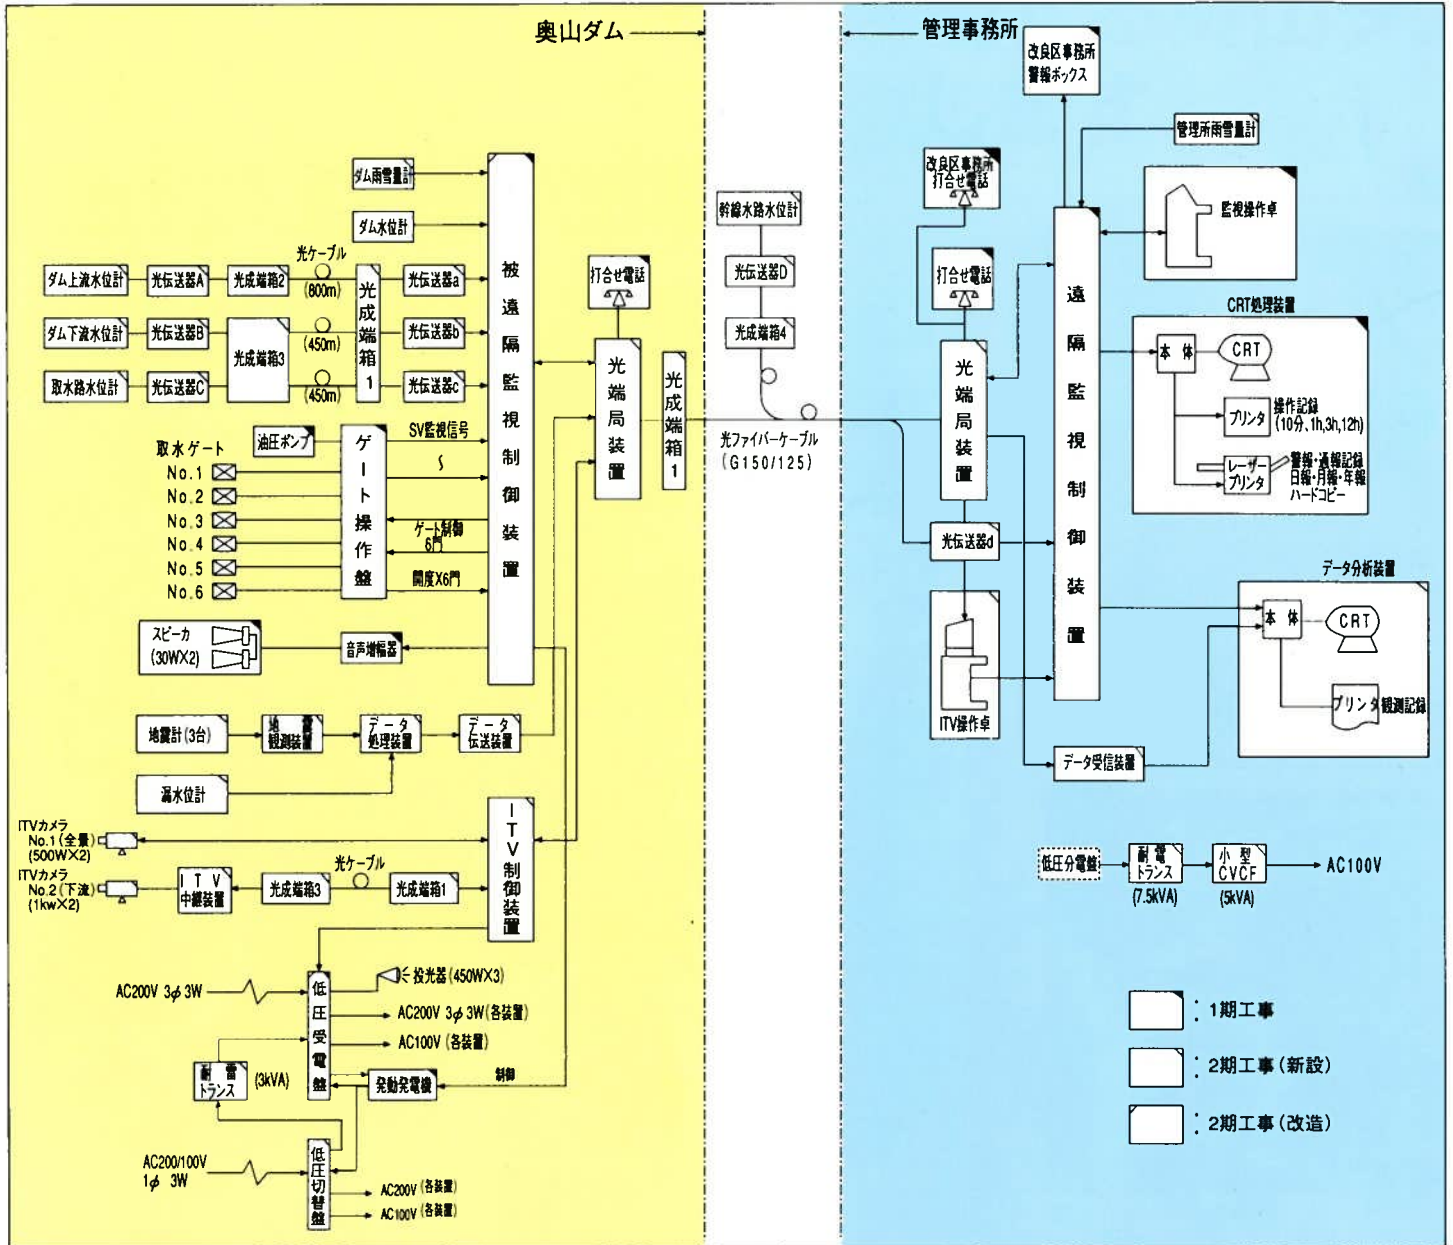 奥山ダム
管理事務所
改良区事務所
警報ボックス
管理所雨雪量計
ダム雨雪量計
ダム水位計
光ケーブル
ダム上流水位計
光伝送器A
光成端箱2
(800m)
光成端箱1
光伝送器a
ダム下流水位計
光伝送器B
光成端箱3
(450m)
光伝送器b
取水路水位計
光伝送器C
(450m)
光伝送器c
被遠隔監視制御装置
打合せ電話
光端局装置
光成端箱1
取水ゲート
No.1
No.2
No.3
No.4
No.5
No.6
油圧ポンプ
ゲート操作盤
SV監視信号
~
ゲート制御
6門
開度X6門
スピーカ
(30WX2)
音声増幅器
地震計(3台)
地震
観測装置
データ
処理装置
データ
伝送装置
漏水位計
ITVカメラ
No.1(全景)
(500WX2)
ITVカメラ
No.2(下流)
(1kwX2)
ITV
中継装置
光成端箱3
光ケーブル
光成端箱1
ITV制御装置
AC200V 3φ 3W
低圧受電盤
投光器(450WX3)
AC200V 3φ 3W(各装置)
AC100V (各装置)
耐雷
トランス
(3kVA)
発動発電機
制御
AC200/100V
1φ 3W
低圧切替盤
AC200V (各装置)
AC100V (各装置)
幹線水路水位計
光伝送器D
光成端箱4
光ファイバーケーブル
(G150/125)
改良区事務所
打合せ電話
打合せ電話
光端局装置
光伝送器d
ITV操作卓
遠隔監視制御装置
監視操作卓
CRT処理装置
本体
CRT
プリンタ
操作記録
(10分,1h,3h,12h)
レーザー
プリンタ
警報・通報記録
日報・月報・年報
ハードコピー
データ分析装置
本体
CRT
プリンタ
観測記録
データ受信装置
低圧分電盤
耐電
トランス
(7.5kVA)
小型
CVCF
(5kVA)
AC100V
: 1期工事
: 2期工事(新設)
: 2期工事(改造)